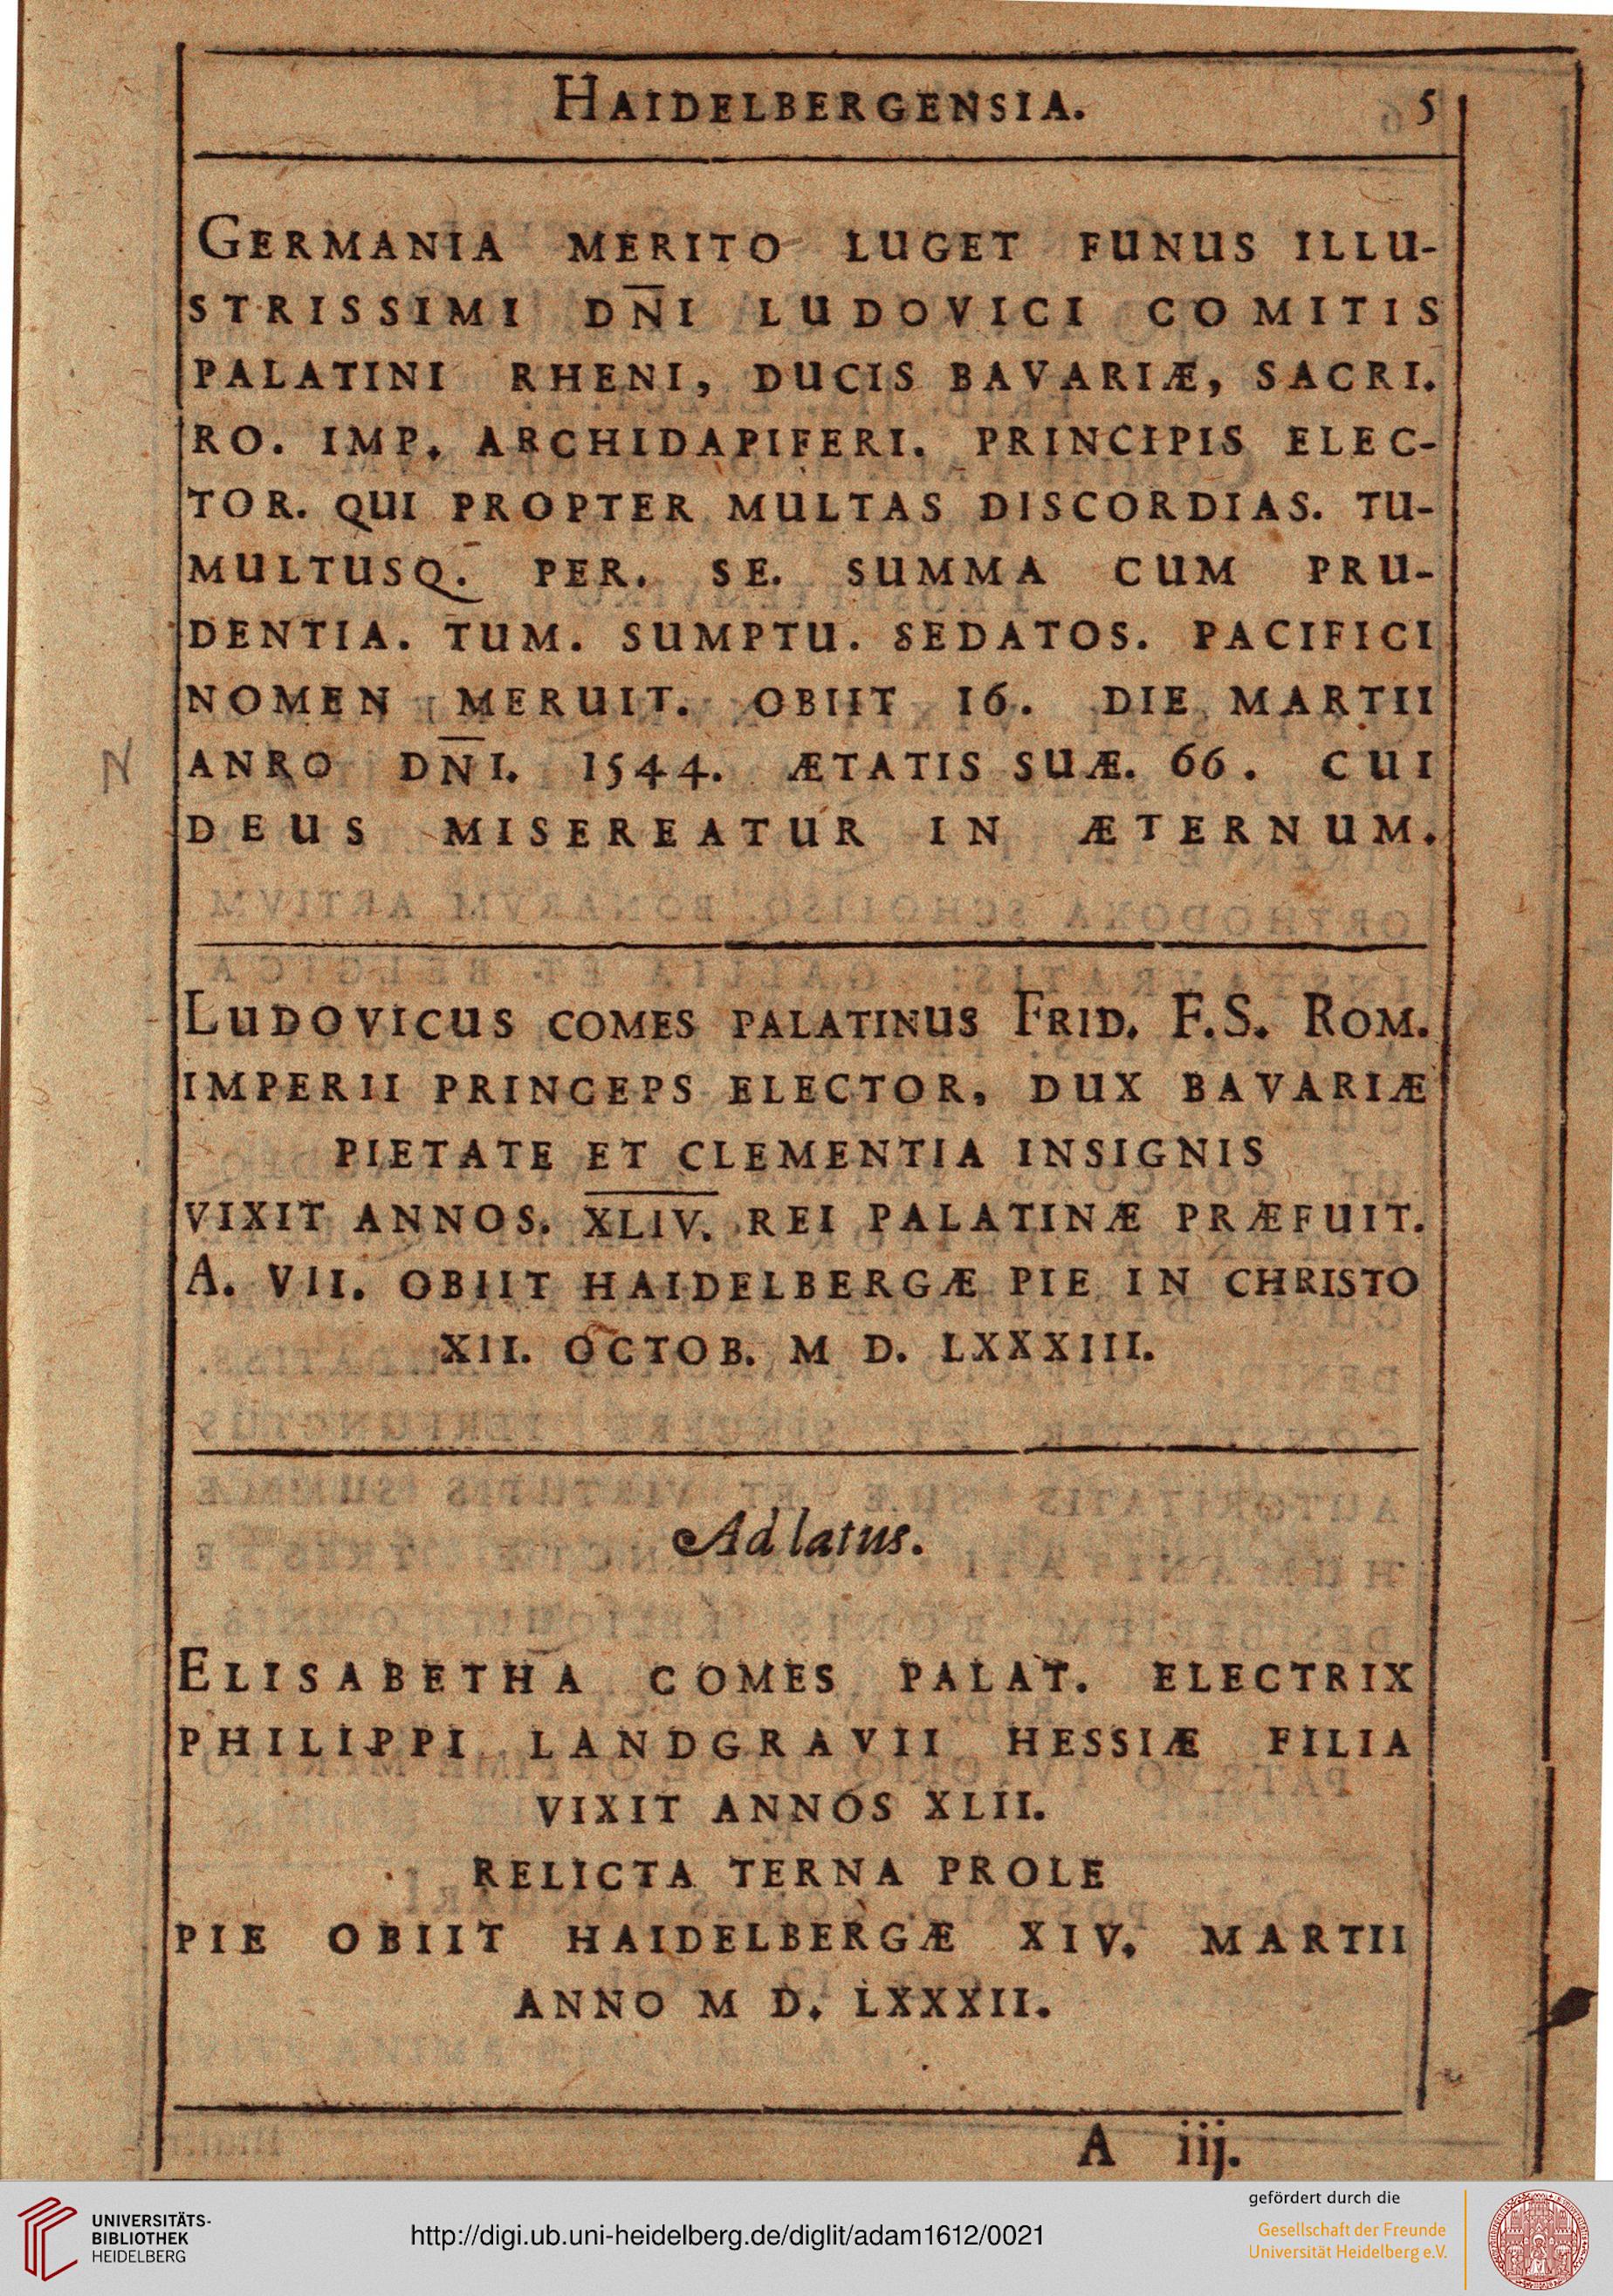 HAIDELBERGENSIA. 5
GERMANIA MERITO LUGET FUNUS ILLU-
STRISSIMI DN̄I LUDOVICI COMITIS
PALATINI RHENI, DUCIS BAVARIÆ, SACRI.
RO. IMP. ARCHIDAPIFERI. PRINCIPIS ELEC-
TOR. QUI PROPTER MULTAS DISCORDIAS. TU-
MULTUSQ. PER. SE. SUMMA CUM PRU-
DENTIA. TUM. SUMPTU. SEDATOS. PACIFICI
NOMEN MERUIT. OBIIT 16. DIE MARTII
N ANRO DN̄I. 1544. ÆTATIS SUÆ. 66. CUI
DEUS MISEREATUR IN ÆTERNUM.
LUDOVICUS COMES PALATINUS FRID. F.S. ROM.
IMPERII PRINCEPS ELECTOR, DUX BAVARIÆ
PIETATE ET CLEMENTIA INSIGNIS
VIXIT ANNOS. X̅L̅I̅V̅. REI PALATINÆ PRÆFUIT.
A. VII. OBIIT HAIDELBERGÆ PIE IN CHRISTO
XII. OCTOB. M D. LXXXIII.
Ad latus.
ELISABETHA COMES PALAT. ELECTRIX
PHILIPPI LANDGRAVII HESSIÆ FILIA
VIXIT ANNOS XLII.
RELICTA TERNA PROLE
PIE OBIIT HAIDELBERGÆ XIV. MARTII
ANNO M D. LXXXII.
A iij.
UNIVERSITÄTS-
BIBLIOTHEK
HEIDELBERG
http://digi.ub.uni-heidelberg.de/diglit/adam1612/0021
gefördert durch die
Gesellschaft der Freunde
Universität Heidelberg e.V.